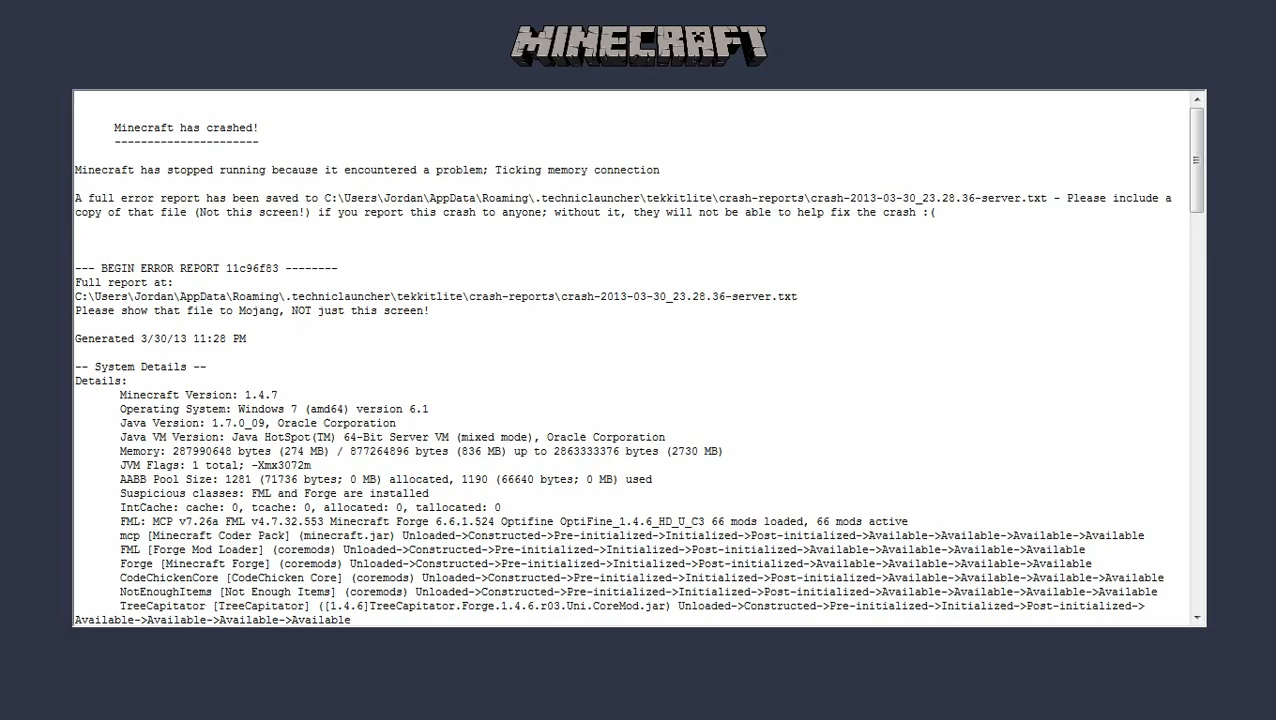 MINECRAFT
Minecraft has crashed!
----------------------
Minecraft has stopped running because it encountered a problem; Ticking memory connection
A full error report has been saved to C:\Users\Jordan\AppData\Roaming\.techniclauncher\tekkitlite\crash-reports\crash-2013-03-30_23.28.36-server.txt - Please include a
copy of that file (Not this screen!) if you report this crash to anyone; without it, they will not be able to help fix the crash :(
--- BEGIN ERROR REPORT 11c96f83 --------
Full report at:
C:\Users\Jordan\AppData\Roaming\.techniclauncher\tekkitlite\crash-reports\crash-2013-03-30_23.28.36-server.txt
Please show that file to Mojang, NOT just this screen!
Generated 3/30/13 11:28 PM
-- System Details --
Details:
Minecraft Version: 1.4.7
Operating System: Windows 7 (amd64) version 6.1
Java Version: 1.7.0_09, Oracle Corporation
Java VM Version: Java HotSpot(TM) 64-Bit Server VM (mixed mode), Oracle Corporation
Memory: 287990648 bytes (274 MB) / 877264896 bytes (836 MB) up to 2863333376 bytes (2730 MB)
JVM Flags: 1 total; -Xmx3072m
AABB Pool Size: 1281 (71736 bytes; 0 MB) allocated, 1190 (66640 bytes; 0 MB) used
Suspicious classes: FML and Forge are installed
IntCache: cache: 0, tcache: 0, allocated: 0, tallocated: 0
FML: MCP v7.26a FML v4.7.32.553 Minecraft Forge 6.6.1.524 Optifine OptiFine_1.4.6_HD_U_C3 66 mods loaded, 66 mods active
mcp [Minecraft Coder Pack] (minecraft.jar) Unloaded->Constructed->Pre-initialized->Initialized->Post-initialized->Available->Available->Available->Available
FML [Forge Mod Loader] (coremods) Unloaded->Constructed->Pre-initialized->Initialized->Post-initialized->Available->Available->Available->Available
Forge [Minecraft Forge] (coremods) Unloaded->Constructed->Pre-initialized->Initialized->Post-initialized->Available->Available->Available->Available
CodeChickenCore [CodeChicken Core] (coremods) Unloaded->Constructed->Pre-initialized->Initialized->Post-initialized->Available->Available->Available->Available
NotEnoughItems [Not Enough Items] (coremods) Unloaded->Constructed->Pre-initialized->Initialized->Post-initialized->Available->Available->Available->Available
TreeCapitator [TreeCapitator] ([1.4.6]TreeCapitator.Forge.1.4.6.r03.Uni.CoreMod.jar) Unloaded->Constructed->Pre-initialized->Initialized->Post-initialized->
Available->Available->Available->Available